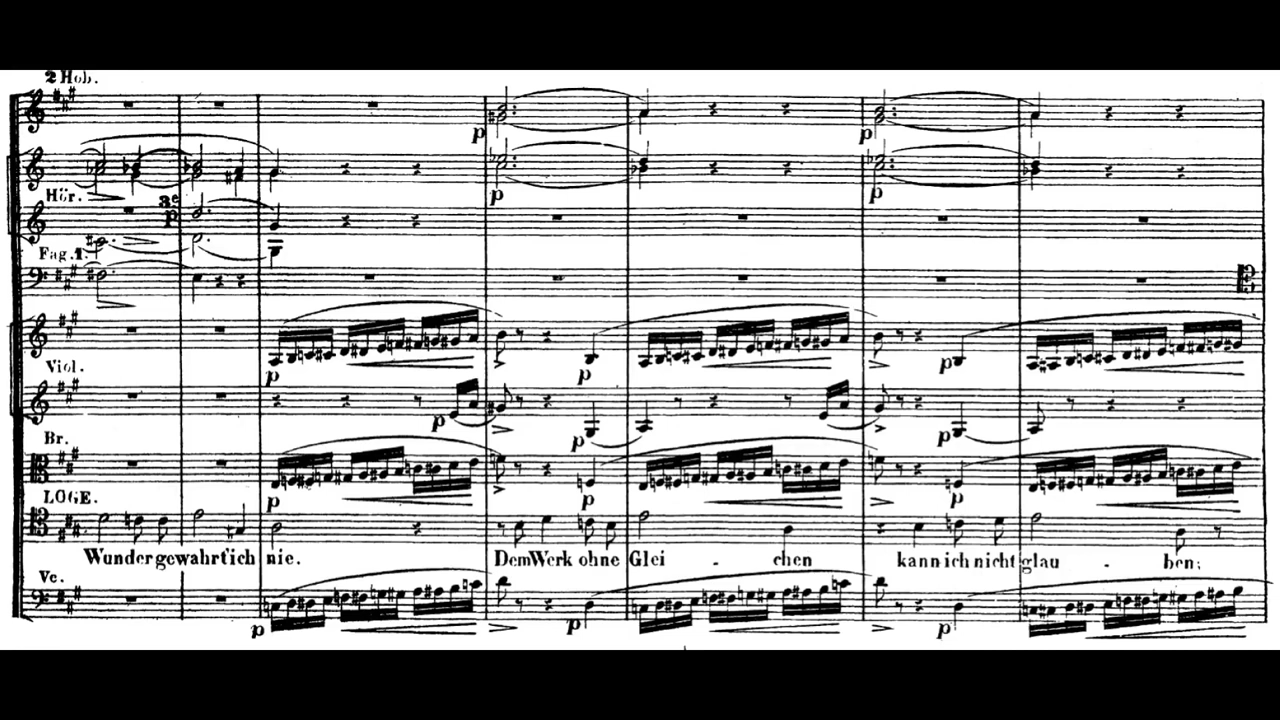 2 Hob.
p
p
p
p
Hör.
a2
p
Fag. 1.
Viol.
p
p
p
p
p
p
Br.
p
p
p
LOGE.
Wunder gewahrt' ich nie. Dem Werk ohne Glei - chen kann ich nicht glau - ben;
Vc.
p
p
p